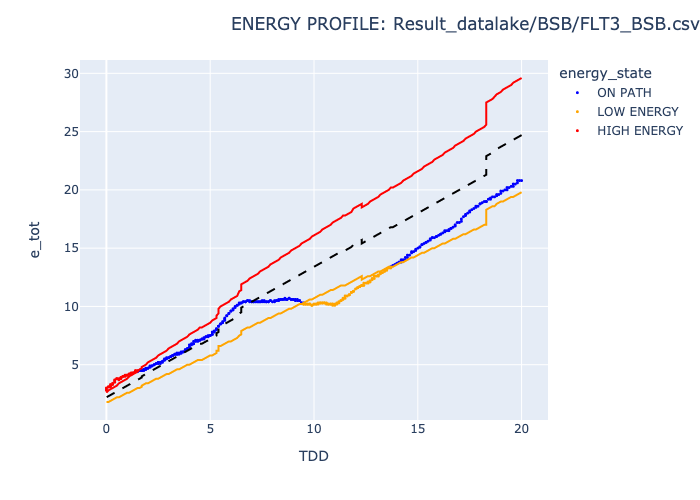 ENERGY PROFILE: Result_datalake/BSB/FLT3_BSB.csv
energy_state
ON PATH
LOW ENERGY
HIGH ENERGY
e_tot
30
25
20
15
10
5
0 5 10 15 20
TDD